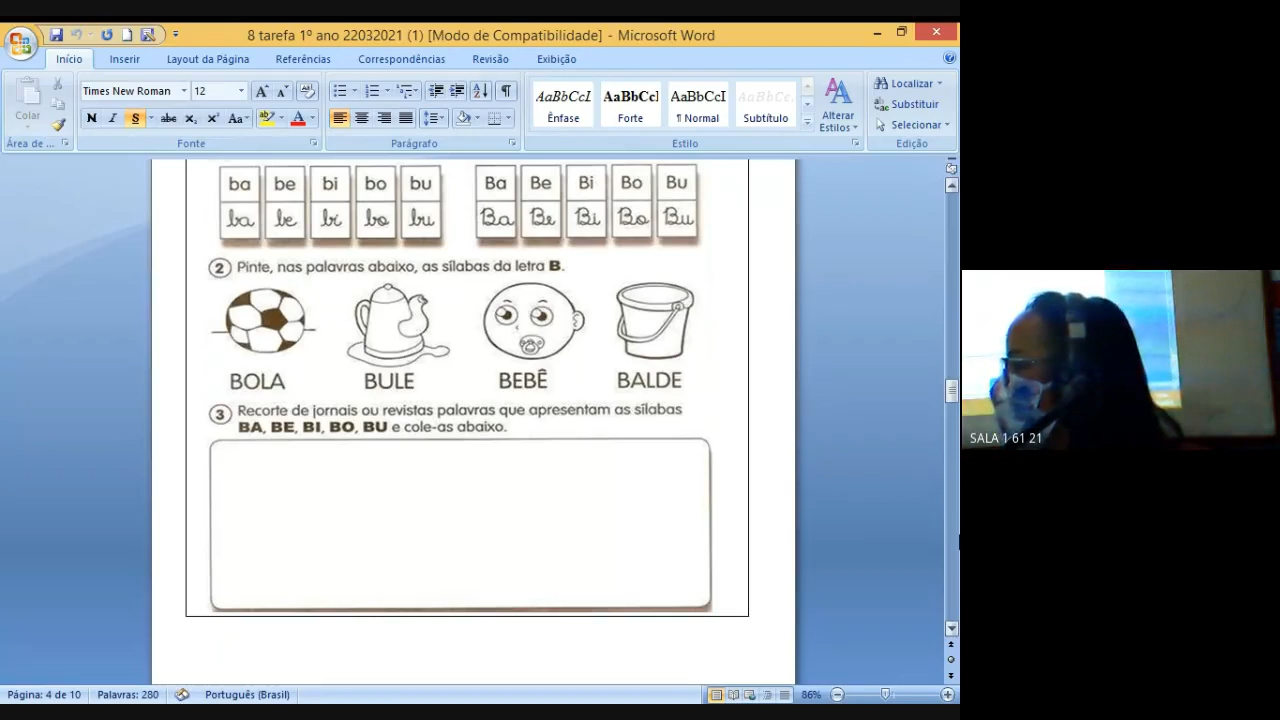 8 tarefa 1º ano 22032021 (1) [Modo de Compatibilidade] - Microsoft Word
Início Inserir Layout da Página Referências Correspondências Revisão Exibição
Times New Roman 12
Colar
N I S abc x₂ x² Aa
AaBbCcI AaBbCcI AaBbCcI AaBbCc
Ênfase Forte ¶ Normal Subtítulo
Alterar Estilos
Localizar
Substituir
Selecionar
Área de ... Fonte Parágrafo Estilo Edição
ba be bi bo bu Ba Be Bi Bo Bu
ba be bi bo bu Ba Be Bi Bo Bu
2 Pinte, nas palavras abaixo, as sílabas da letra B.
BOLA BULE BEBÊ BALDE
3 Recorte de jornais ou revistas palavras que apresentam as sílabas
BA, BE, BI, BO, BU e cole-as abaixo.
SALA 1 61 21
Página: 4 de 10 Palavras: 280 Português (Brasil) 86%